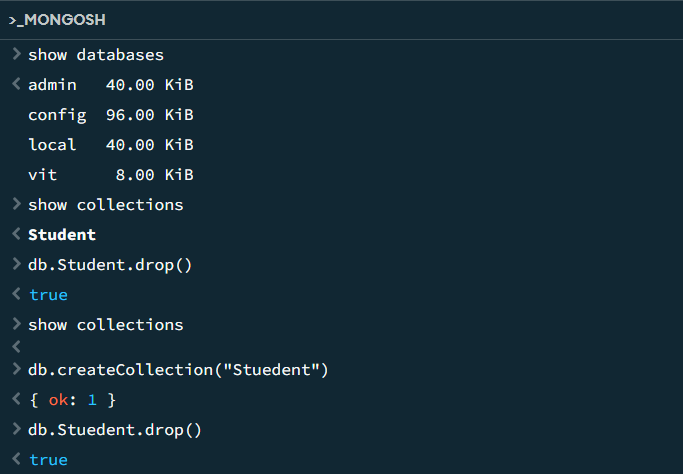 >_MONGOSH
> show databases
< admin   40.00 KiB
config  96.00 KiB
local   40.00 KiB
vit      8.00 KiB
> show collections
< Student
> db.Student.drop()
< true
> show collections
<
> db.createCollection("Stuedent")
< { ok: 1 }
> db.Stuedent.drop()
< true